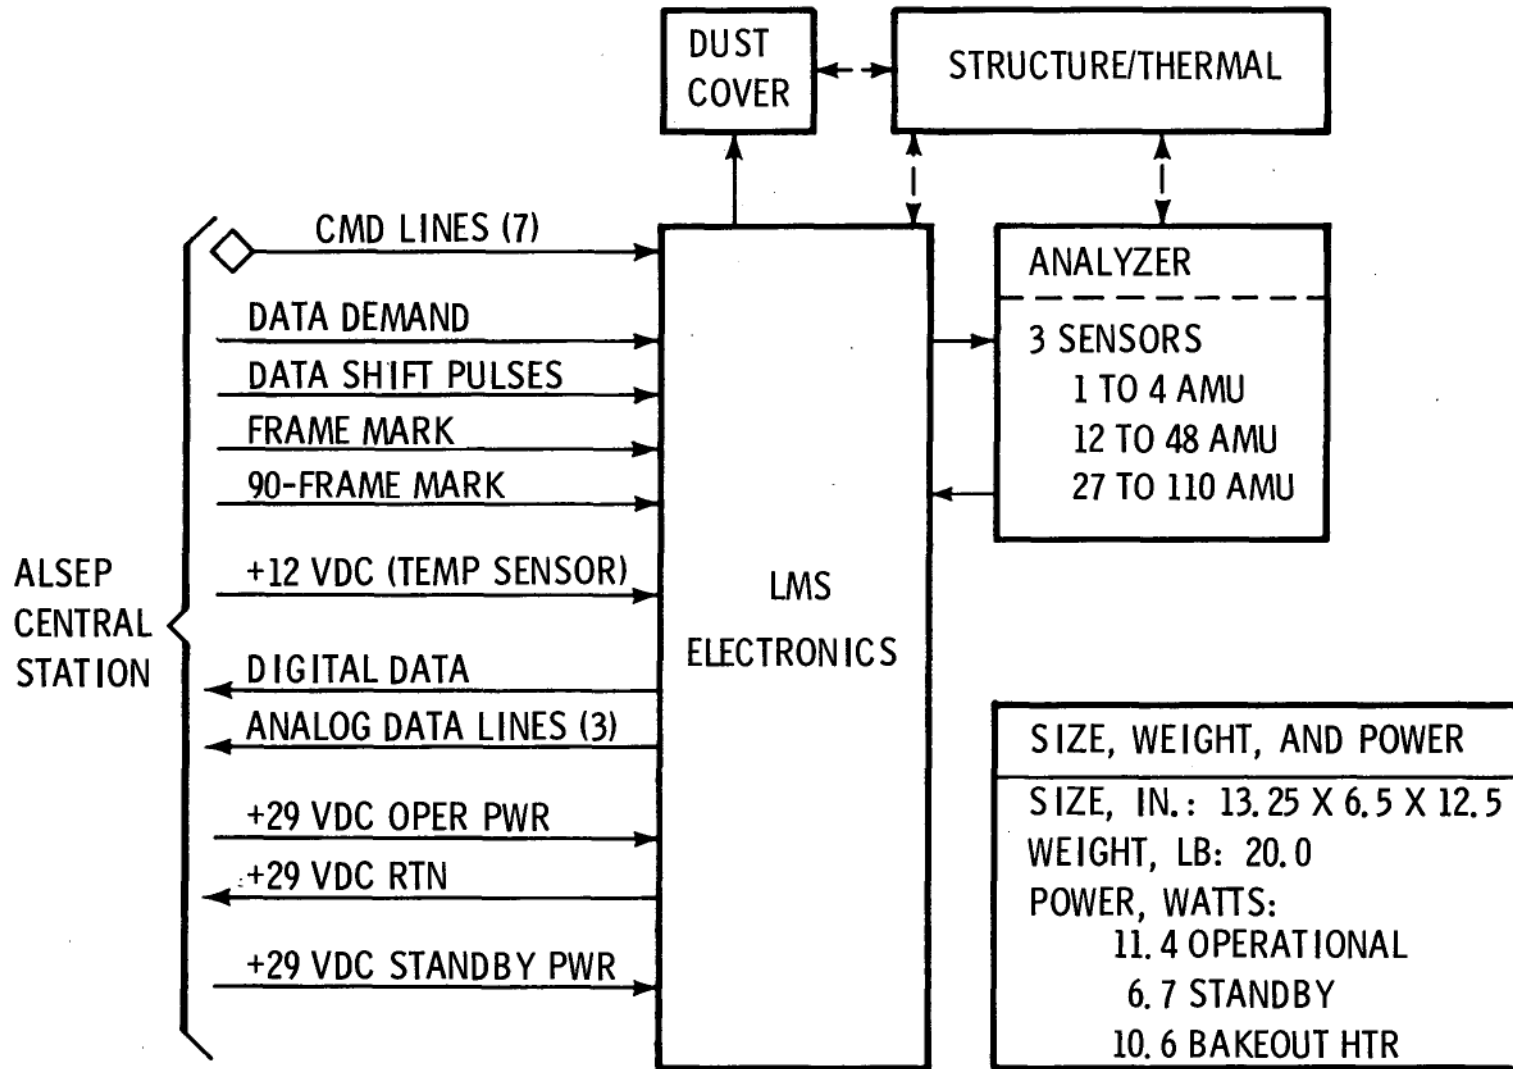 DUST
COVER
STRUCTURE/THERMAL
CMD LINES (7)
DATA DEMAND
DATA SHIFT PULSES
FRAME MARK
90-FRAME MARK
+12 VDC (TEMP SENSOR)
DIGITAL DATA
ANALOG DATA LINES (3)
+29 VDC OPER PWR
+29 VDC RTN
+29 VDC STANDBY PWR
ALSEP
CENTRAL
STATION
LMS
ELECTRONICS
ANALYZER
3 SENSORS
1 TO 4 AMU
12 TO 48 AMU
27 TO 110 AMU
SIZE, WEIGHT, AND POWER
SIZE, IN.: 13.25 X 6.5 X 12.5
WEIGHT, LB: 20.0
POWER, WATTS:
11.4 OPERATIONAL
6.7 STANDBY
10.6 BAKEOUT HTR